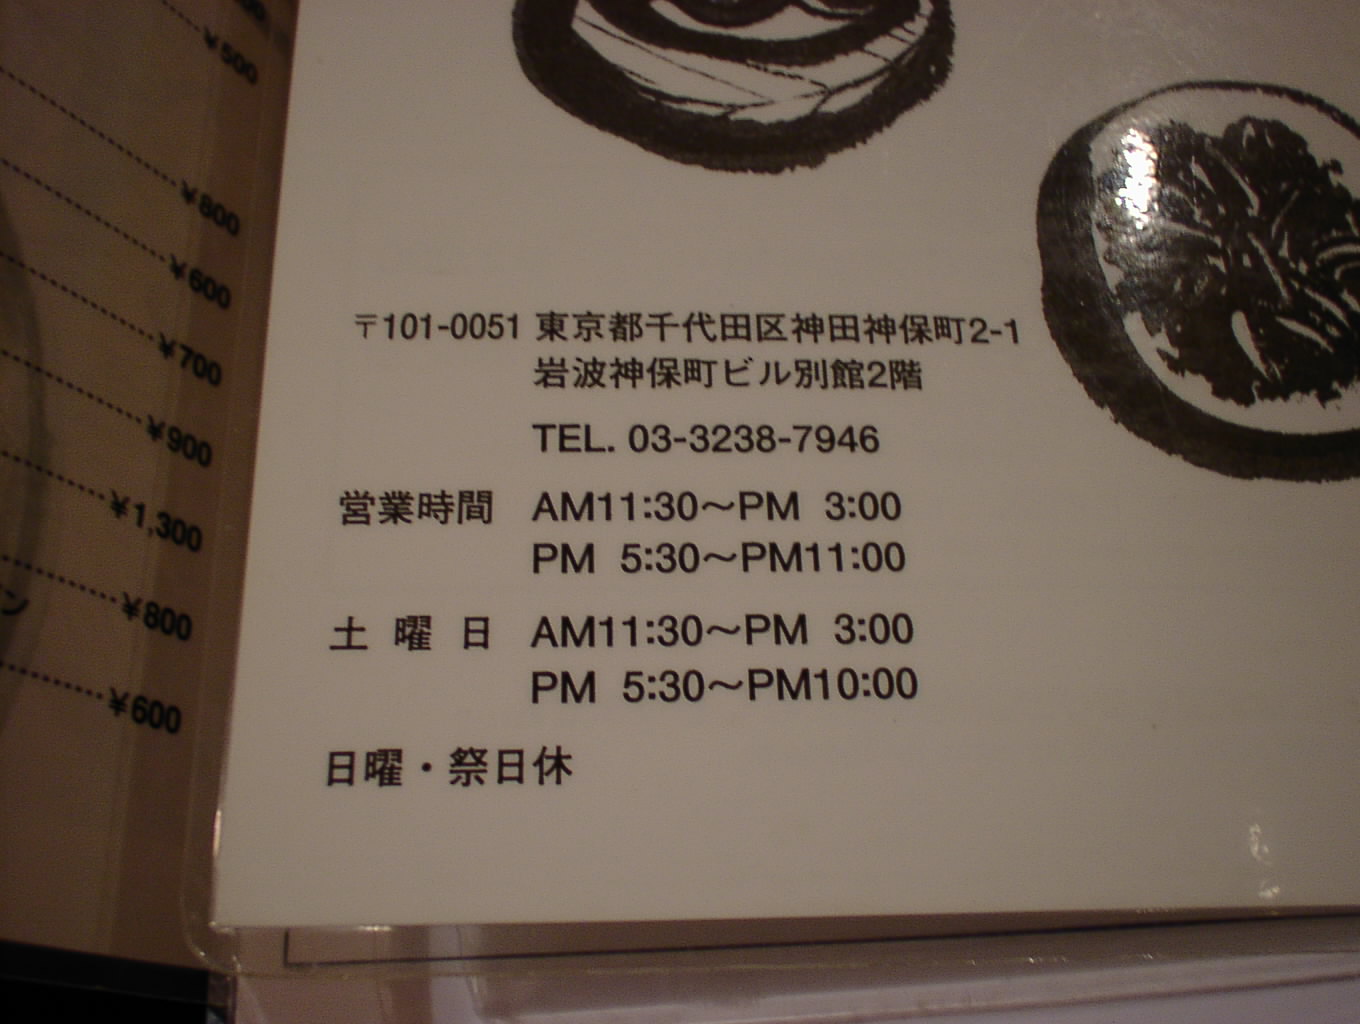 ¥500
¥800
¥600
¥700
¥900
¥1,300
¥800
ン
¥600
〒101-0051 東京都千代田区神田神保町2-1
岩波神保町ビル別館2階
TEL. 03-3238-7946
営業時間 AM11:30〜PM 3:00
PM 5:30〜PM11:00
土曜日 AM11:30〜PM 3:00
PM 5:30〜PM10:00
日曜・祭日休